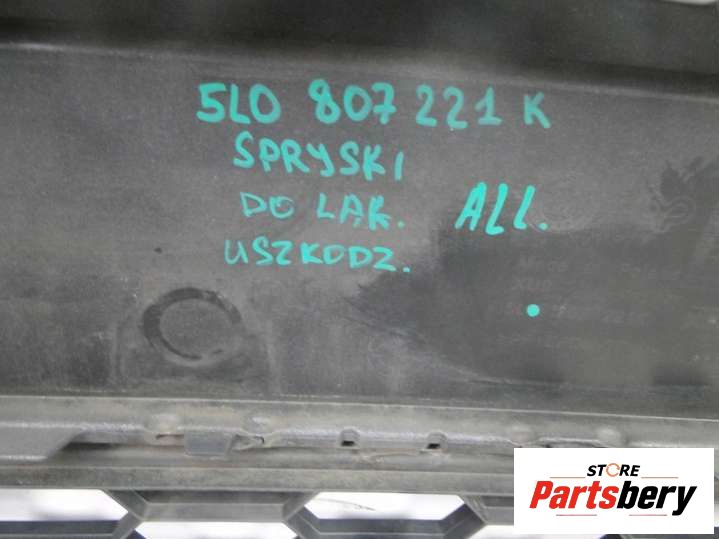 5L0 807 221 K
SPRYSKI
DO LAK. ALL.
USZKODZ.
STORE
Partsbery